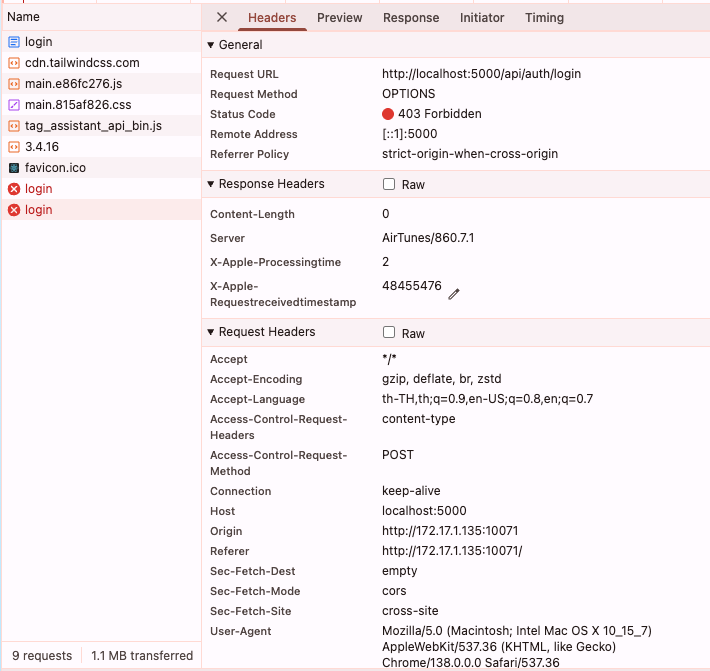 Name
Headers Preview Response Initiator Timing
login
cdn.tailwindcss.com
main.e86fc276.js
main.815af826.css
tag_assistant_api_bin.js
3.4.16
favicon.ico
login
login
9 requests 1.1 MB transferred
General
Request URL http://localhost:5000/api/auth/login
Request Method OPTIONS
Status Code 403 Forbidden
Remote Address [::1]:5000
Referrer Policy strict-origin-when-cross-origin
Response Headers Raw
Content-Length 0
Server AirTunes/860.7.1
X-Apple-Processingtime 2
X-Apple- 48455476
Requestreceivedtimestamp
Request Headers Raw
Accept */*
Accept-Encoding gzip, deflate, br, zstd
Accept-Language th-TH,th;q=0.9,en-US;q=0.8,en;q=0.7
Access-Control-Request- content-type
Headers
Access-Control-Request- POST
Method
Connection keep-alive
Host localhost:5000
Origin http://172.17.1.135:10071
Referer http://172.17.1.135:10071/
Sec-Fetch-Dest empty
Sec-Fetch-Mode cors
Sec-Fetch-Site cross-site
User-Agent Mozilla/5.0 (Macintosh; Intel Mac OS X 10_15_7)
AppleWebKit/537.36 (KHTML, like Gecko)
Chrome/138.0.0.0 Safari/537.36